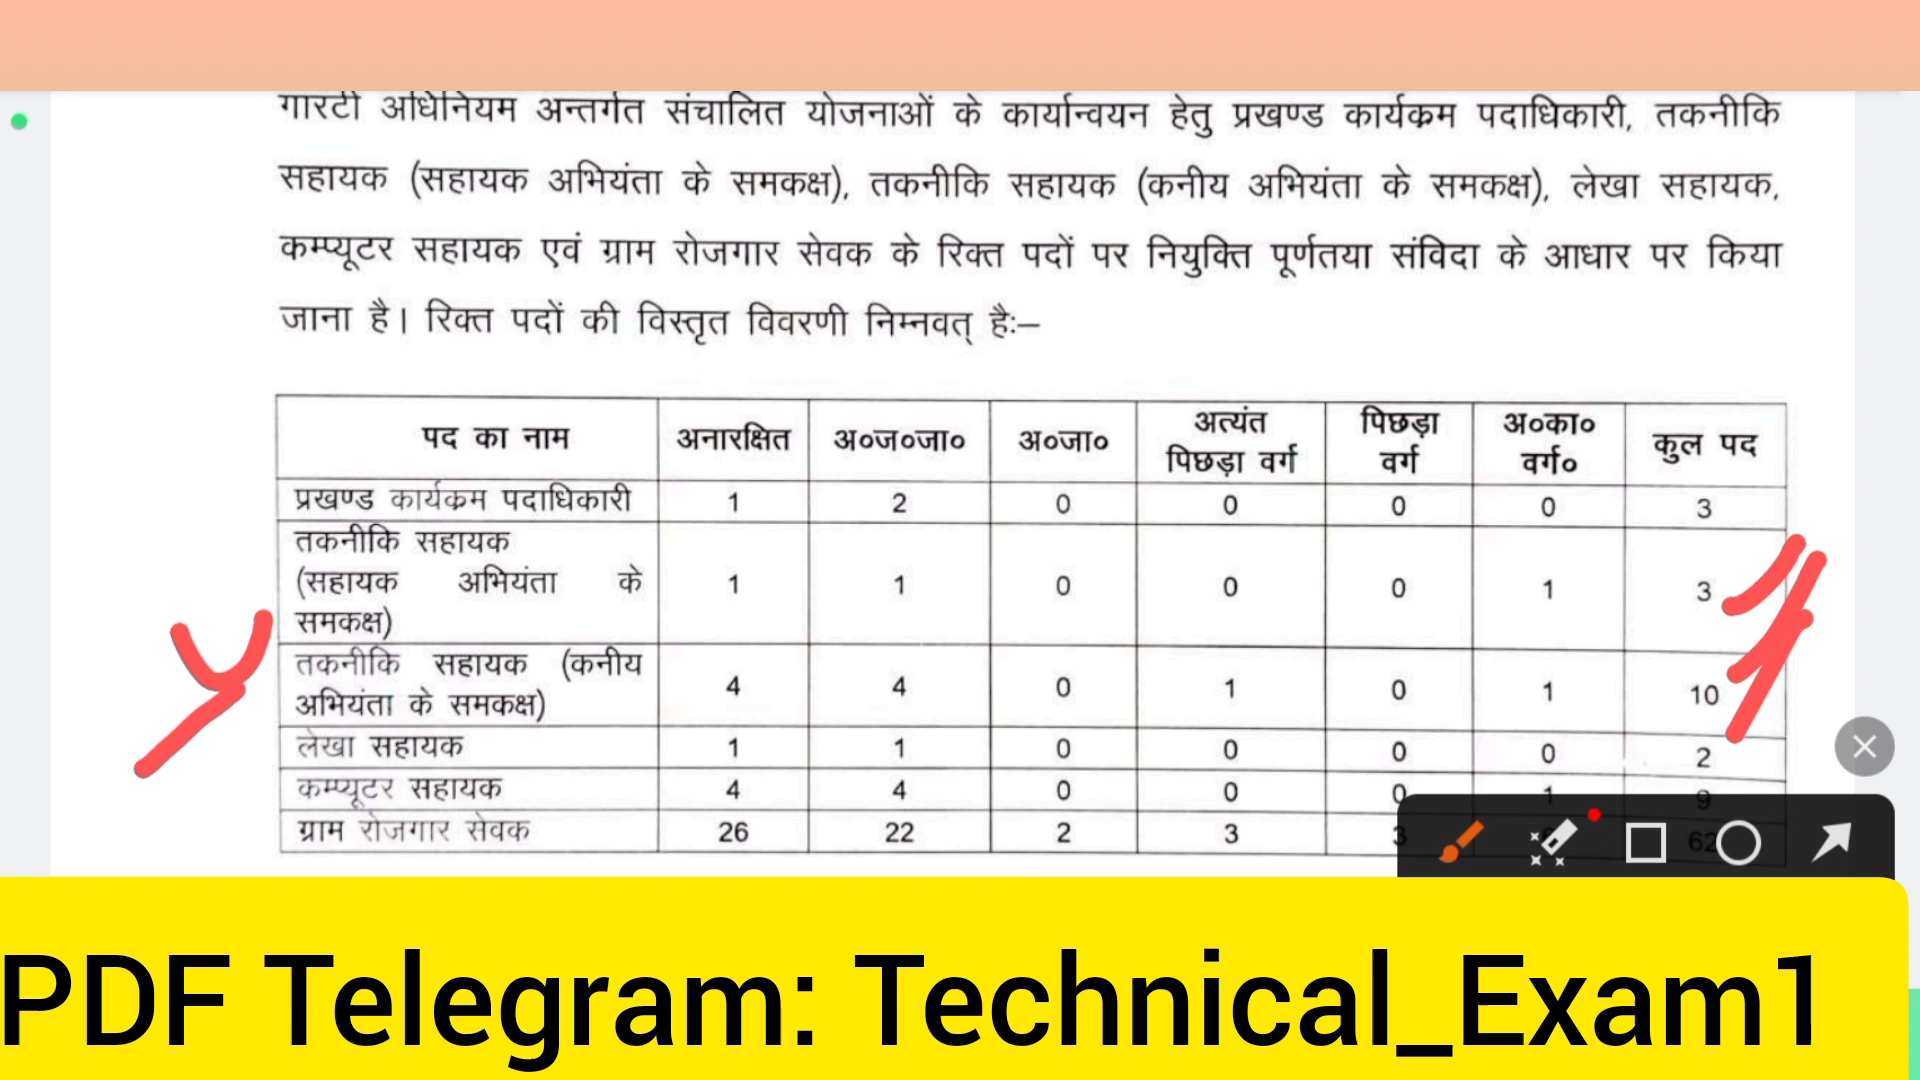 गारंटी अधिनियम अन्तर्गत संचालित योजनाओं के कार्यान्वयन हेतु प्रखण्ड कार्यक्रम पदाधिकारी, तकनीकि
सहायक (सहायक अभियंता के समकक्ष), तकनीकि सहायक (कनीय अभियंता के समकक्ष), लेखा सहायक,
कम्प्यूटर सहायक एवं ग्राम रोजगार सेवक के रिक्त पदों पर नियुक्ति पूर्णतया संविदा के आधार पर किया
जाना है। रिक्त पदों की विस्तृत विवरणी निम्नवत् है:–
पद का नाम अनारक्षित अ०ज०जा० अ०जा० अत्यंत पिछड़ा वर्ग पिछड़ा वर्ग अ०का० वर्ग० कुल पद
प्रखण्ड कार्यक्रम पदाधिकारी 1 2 0 0 0 0 3
तकनीकि सहायक
(सहायक अभियंता के
समकक्ष) 1 1 0 0 0 1 3
तकनीकि सहायक (कनीय
अभियंता के समकक्ष) 4 4 0 1 0 1 10
लेखा सहायक 1 1 0 0 0 0 2
कम्प्यूटर सहायक 4 4 0 0 0 1 9
ग्राम रोजगार सेवक 26 22 2 3 3 62
PDF Telegram: Technical_Exam1